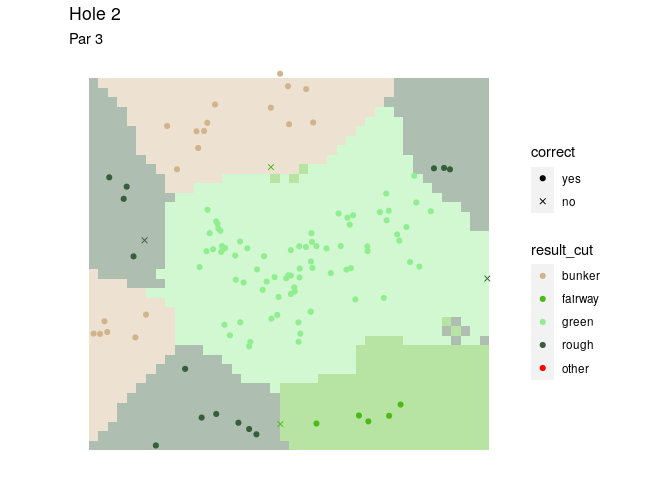 Hole 2
Par 3
correct
yes
no
result_cut
bunker
fairway
green
rough
other